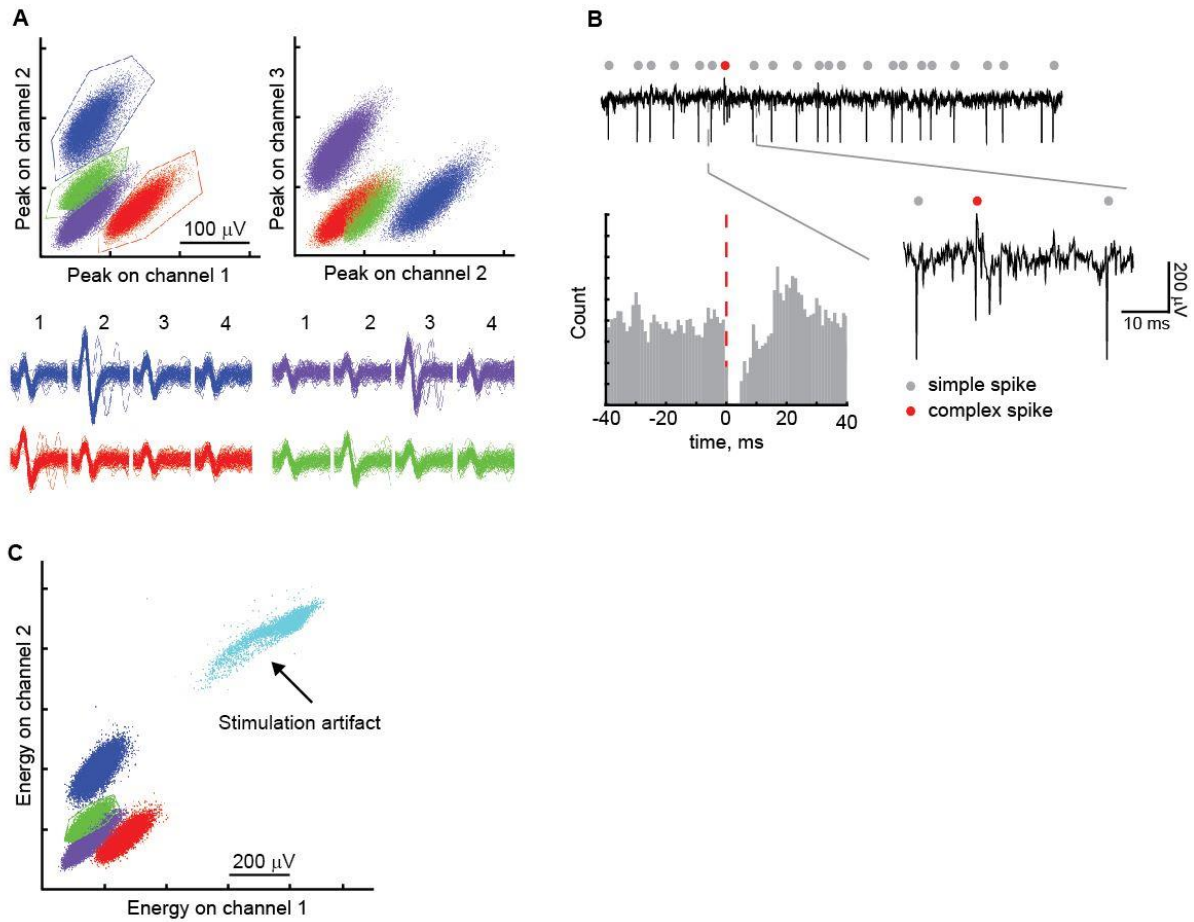 A
Peak on channel 2
100 μV
Peak on channel 1
Peak on channel 3
Peak on channel 2
1 2 3 4
1 2 3 4
B
200 μV
10 ms
Count
-40 -20 0 20 40
time, ms
simple spike
complex spike
C
Energy on channel 2
Stimulation artifact
200 μV
Energy on channel 1